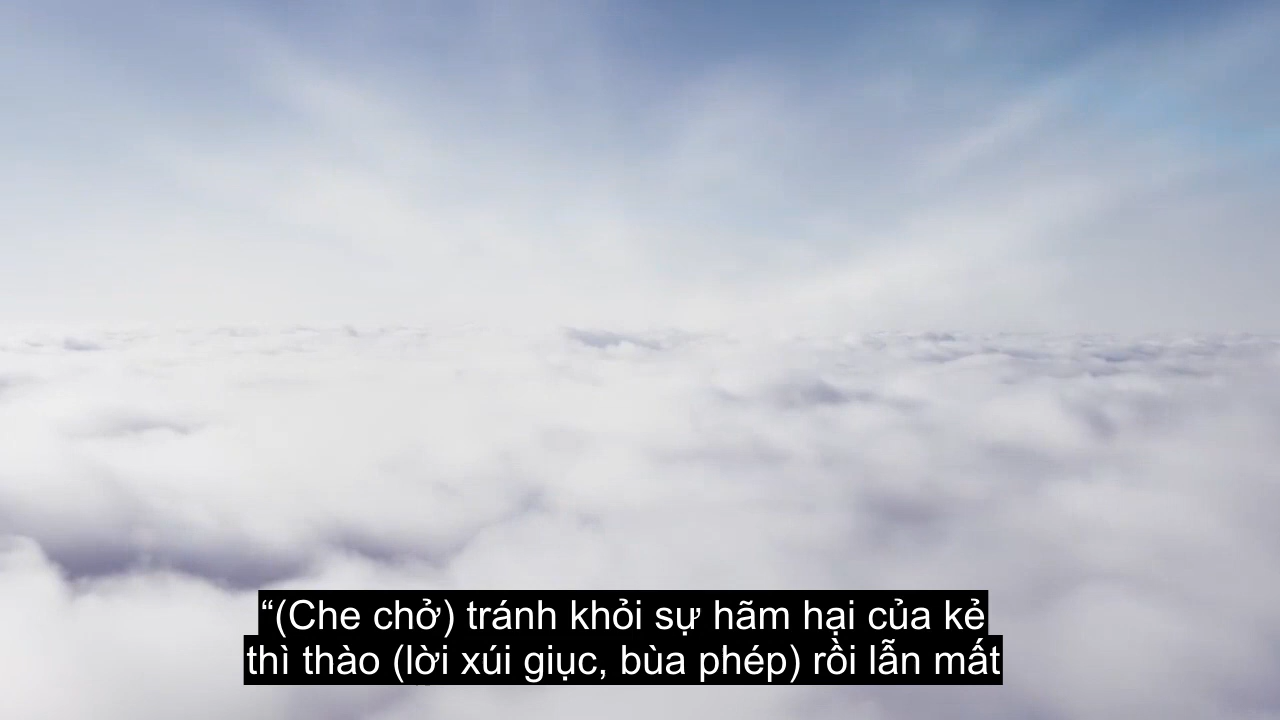 “(Che chở) tránh khỏi sự hãm hại của kẻ
thì thào (lời xúi giục, bùa phép) rồi lẫn mất